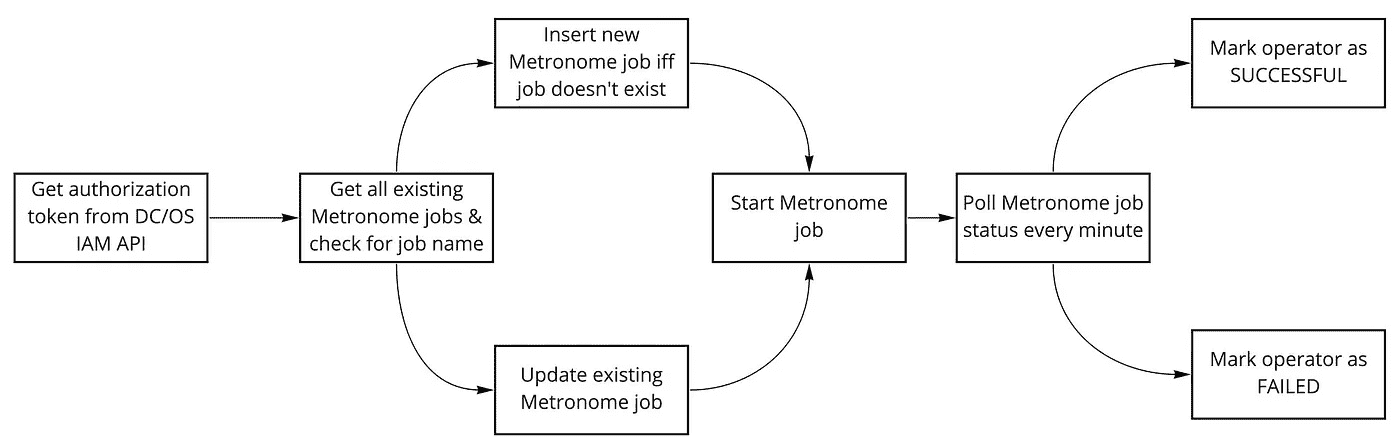 Get authorization
token from DC/OS
IAM API
Get all existing
Metronome jobs &
check for job name
Insert new
Metronome job iff
job doesn't exist
Update existing
Metronome job
Start Metronome
job
Poll Metronome job
status every minute
Mark operator as
SUCCESSFUL
Mark operator as
FAILED